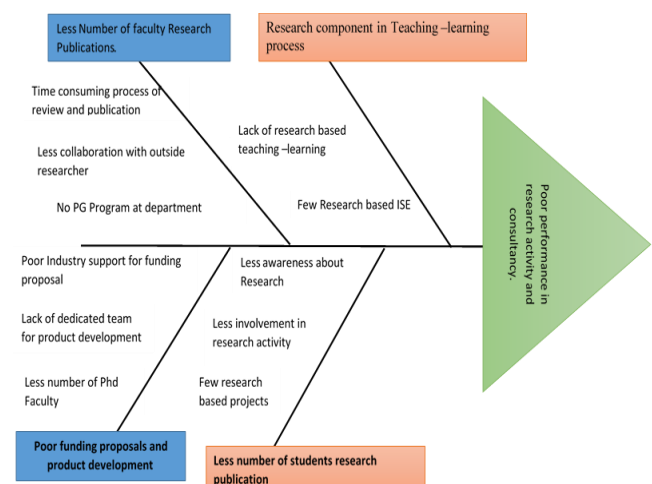 Less Number of faculty Research
Publications.
Research component in Teaching –learning
process
Time consuming process of
review and publication
Less collaboration with outside
researcher
No PG Program at department
Lack of research based
teaching –learning
Few Research based ISE
Poor performance in
research activity and
consultancy.
Poor Industry support for funding
proposal
Lack of dedicated team
for product development
Less number of Phd
Faculty
Less awareness about
Research
Less involvement in
research activity
Few research
based projects
Poor funding proposals and
product development
Less number of students research
publication